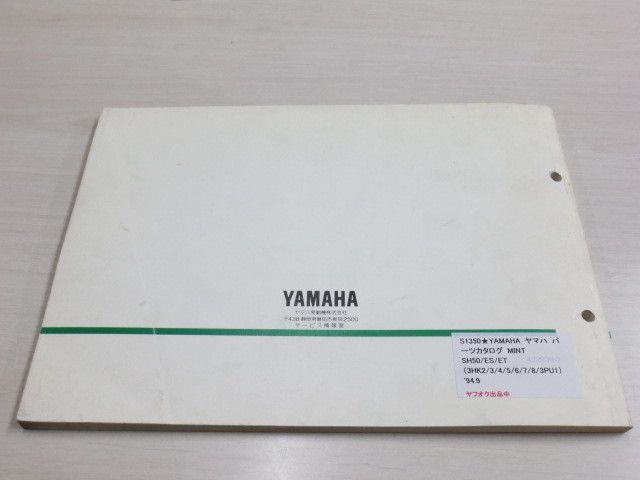 YAMAHA
ヤマハ発動機株式会社
〒438 静岡県磐田市新貝2500
サービス情報室
S1350★YAMAHA ヤマハ パ
ーツカタログ MINT
SH50/ES/ET
(3HK2/3/4/5/6/7/8/3PU1)
'94.9
ヤフオク出品中